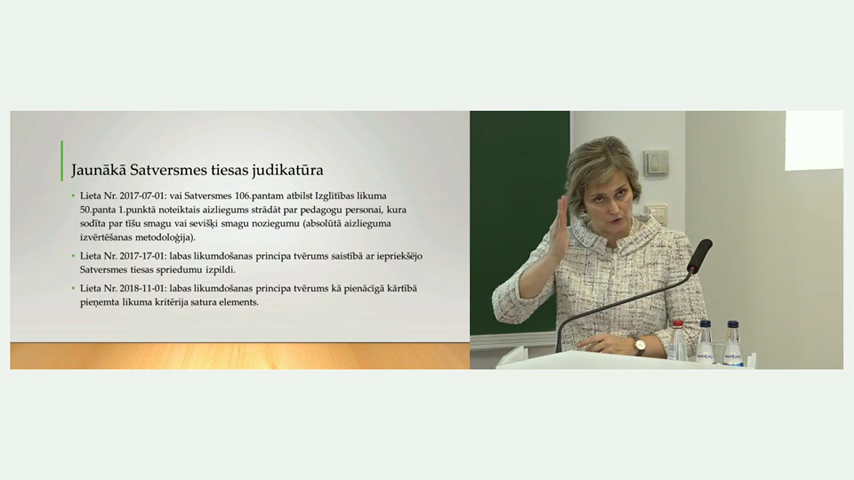 Jaunākā Satversmes tiesas judikatūra
• Lieta Nr. 2017-07-01: vai Satversmes 106.pantam atbilst Izglītības likuma
50.panta 1.punktā noteiktais aizliegums strādāt par pedagogu personai, kura
sodīta par tīšu smagu vai sevišķi smagu noziegumu (absolūtā aizlieguma
izvērtēšanas metodoloģija).
• Lieta Nr. 2017-17-01: labas likumdošanas principa tvērums saistībā ar iepriekšējo
Satversmes tiesas spriedumu izpildi.
• Lieta Nr. 2018-11-01: labas likumdošanas principa tvērums kā pienācīgā kārtībā
pieņemta likuma kritērija satura elements.